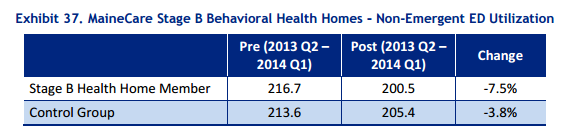 Exhibit 37. MaineCare Stage B Behavioral Health Homes - Non-Emergent ED Utilization
Pre (2013 Q2 – 2014 Q1) Post (2013 Q2 – 2014 Q1) Change
Stage B Health Home Member 216.7 200.5 -7.5%
Control Group 213.6 205.4 -3.8%